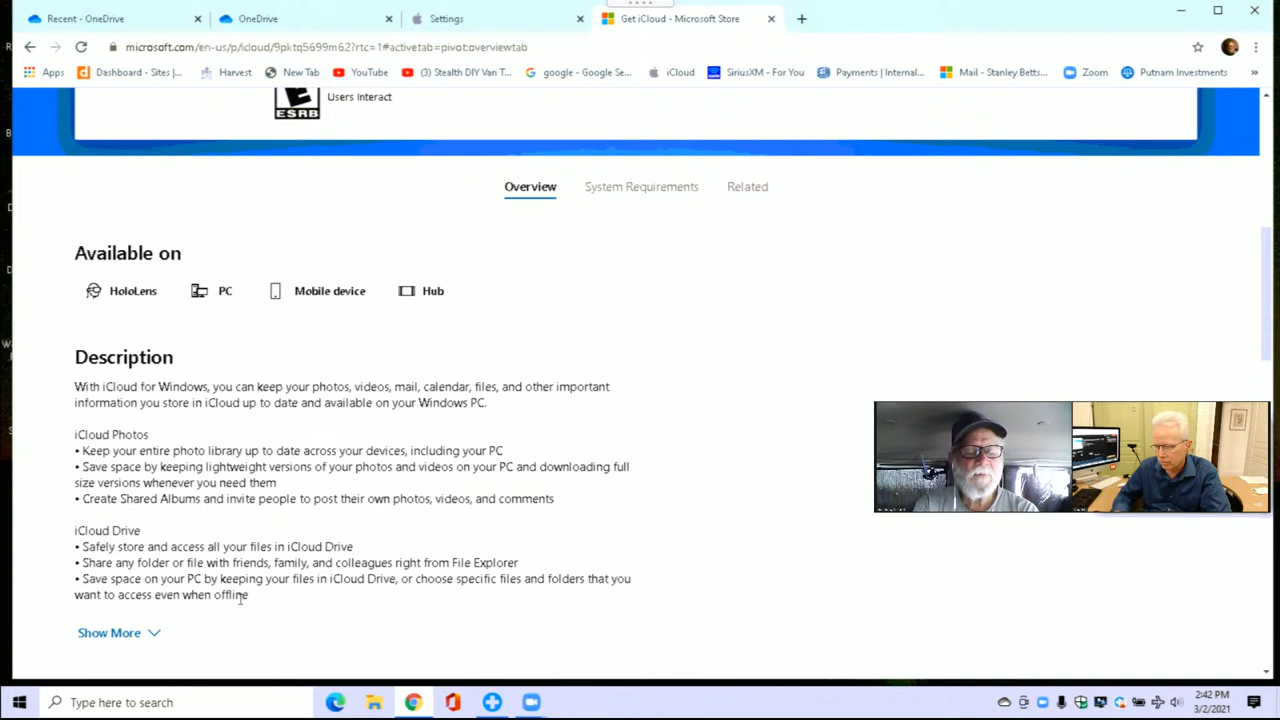 Recent - OneDrive
OneDrive
Settings
Get iCloud - Microsoft Store
microsoft.com/en-us/p/icloud/9pktq5699m62?rtc=1#activetab=pivot:overviewtab
Apps
Dashboard - Sites |...
Harvest
New Tab
YouTube
(3) Stealth DIY Van T...
google - Google Se...
iCloud
SiriusXM - For You
Payments | Internal...
Mail - Stanley Betts...
Zoom
Putnam Investments
»
E
ESRB
Users Interact
Overview
System Requirements
Related
Available on
HoloLens
PC
Mobile device
Hub
Description
With iCloud for Windows, you can keep your photos, videos, mail, calendar, files, and other important
information you store in iCloud up to date and available on your Windows PC.
iCloud Photos
• Keep your entire photo library up to date across your devices, including your PC
• Save space by keeping lightweight versions of your photos and videos on your PC and downloading full
size versions whenever you need them
• Create Shared Albums and invite people to post their own photos, videos, and comments
iCloud Drive
• Safely store and access all your files in iCloud Drive
• Share any folder or file with friends, family, and colleagues right from File Explorer
• Save space on your PC by keeping your files in iCloud Drive, or choose specific files and folders that you
want to access even when offline
Show More
Type here to search
2:42 PM
3/2/2021